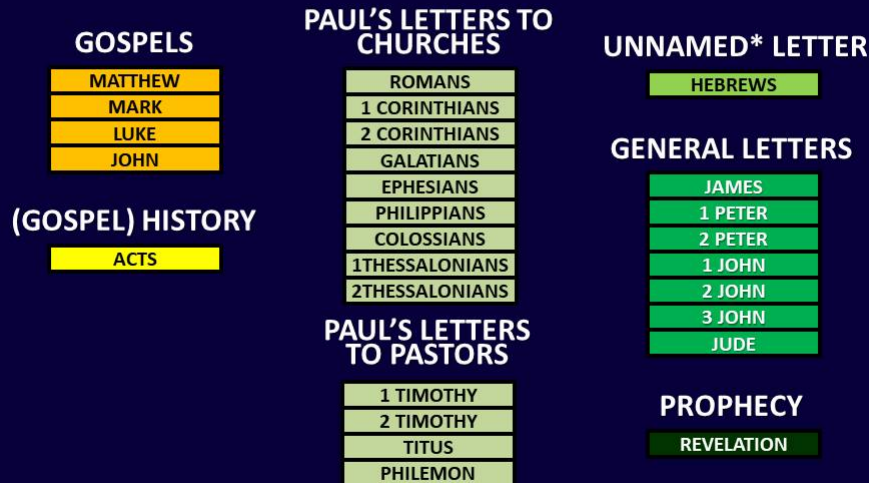 GOSPELS
MATTHEW
MARK
LUKE
JOHN
(GOSPEL) HISTORY
ACTS
PAUL'S LETTERS TO
CHURCHES
ROMANS
1 CORINTHIANS
2 CORINTHIANS
GALATIANS
EPHESIANS
PHILIPPIANS
COLOSSIANS
1THESSALONIANS
2THESSALONIANS
PAUL'S LETTERS
TO PASTORS
1 TIMOTHY
2 TIMOTHY
TITUS
PHILEMON
UNNAMED* LETTER
HEBREWS
GENERAL LETTERS
JAMES
1 PETER
2 PETER
1 JOHN
2 JOHN
3 JOHN
JUDE
PROPHECY
REVELATION